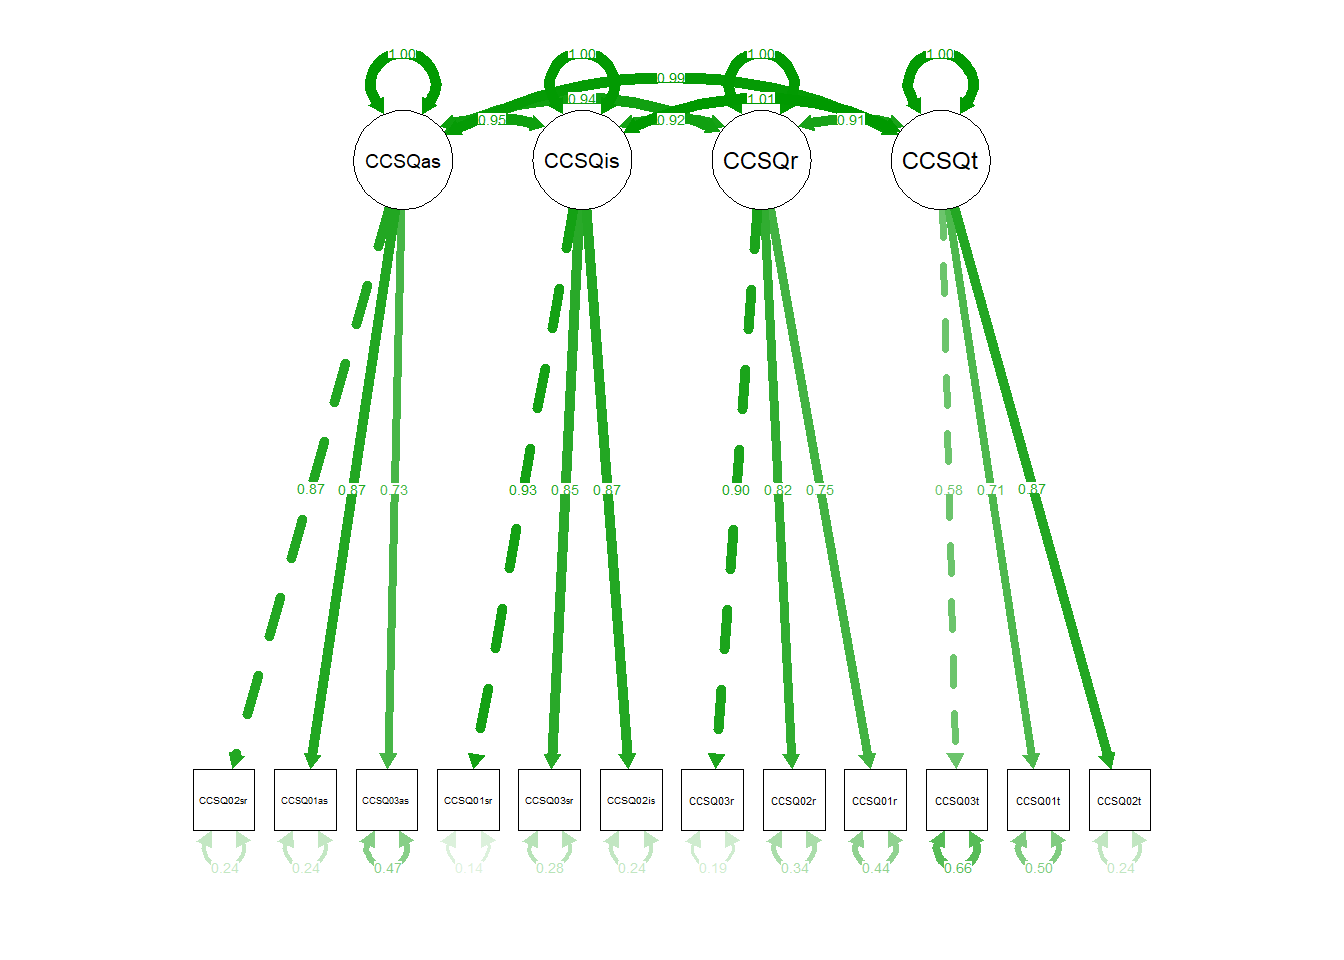 1.00 1.00 1.00 1.00
0.99
0.94 1.01
0.95 0.92 0.91
CCSQas CCSQis CCSQr CCSQt
0.87 0.87 0.73 0.93 0.85 0.87 0.90 0.82 0.75 0.58 0.71 0.87
CCSQ02sr CCSQ01as CCSQ03as CCSQ01sr CCSQ03sr CCSQ02is CCSQ03r CCSQ02r CCSQ01r CCSQ03t CCSQ01t CCSQ02t
0.24 0.24 0.47 0.14 0.28 0.24 0.19 0.34 0.44 0.66 0.50 0.24